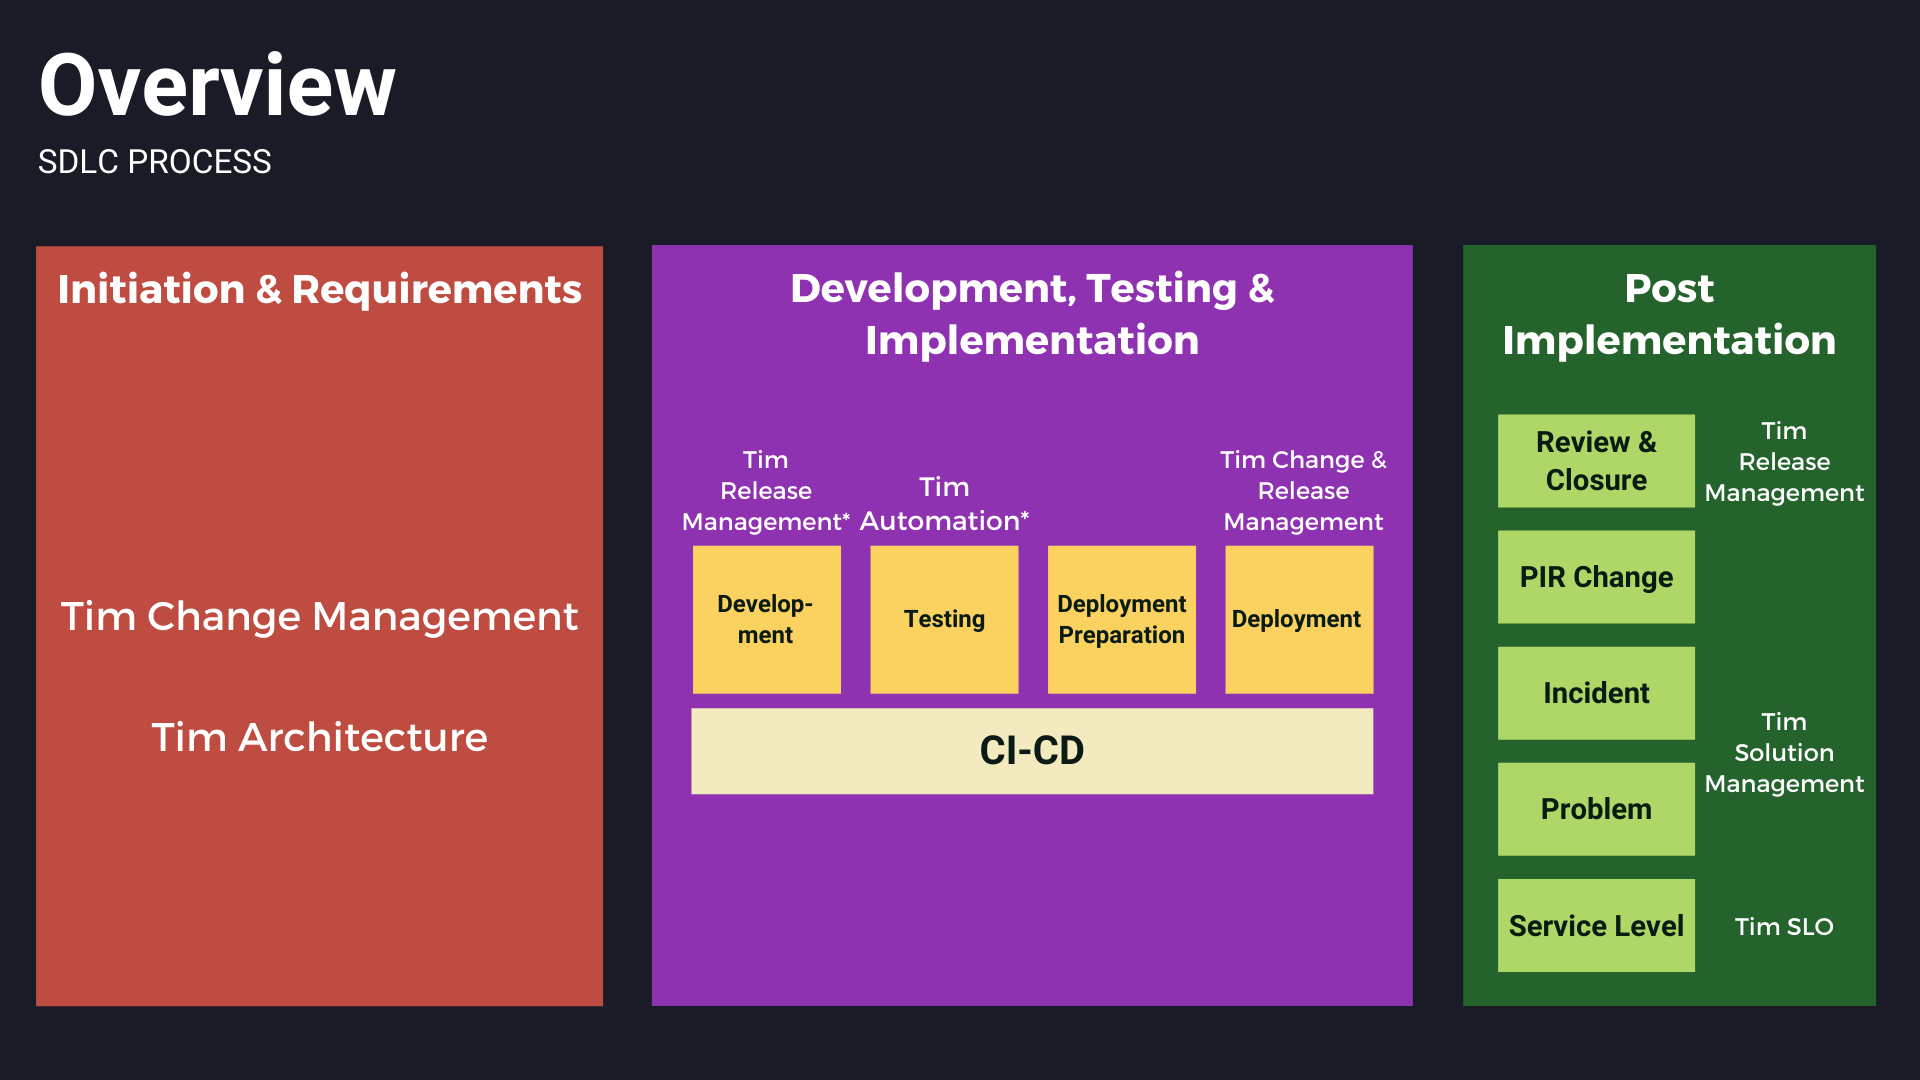 Overview
SDLC PROCESS
Initiation & Requirements
Tim Change Management
Tim Architecture
Development, Testing &
Implementation
Tim
Release
Management*
Tim
Automation*
Tim Change &
Release
Management
Develop-
ment
Testing
Deployment
Preparation
Deployment
CI-CD
Post
Implementation
Review &
Closure
Tim
Release
Management
PIR Change
Incident
Tim
Solution
Management
Problem
Service Level
Tim SLO